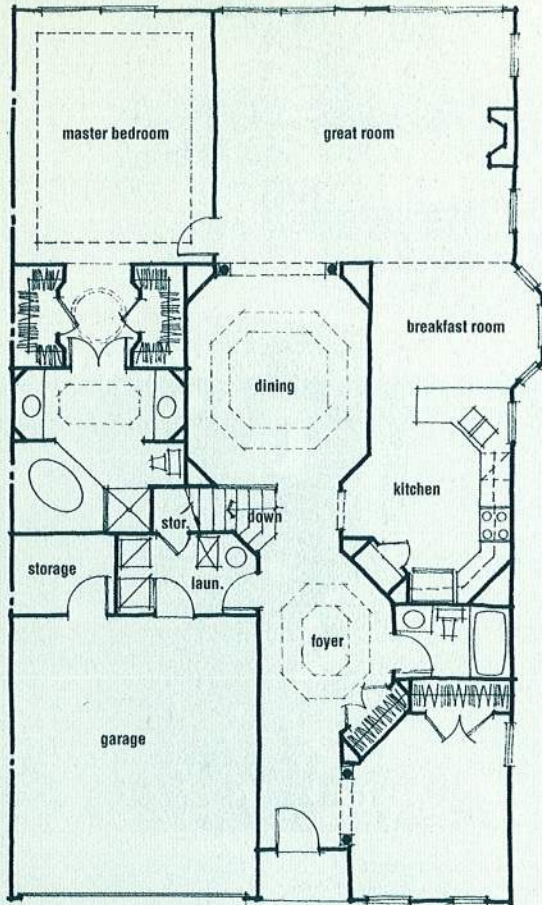 master bedroom
great room
breakfast room
dining
kitchen
stor.
down
storage
laun.
foyer
garage